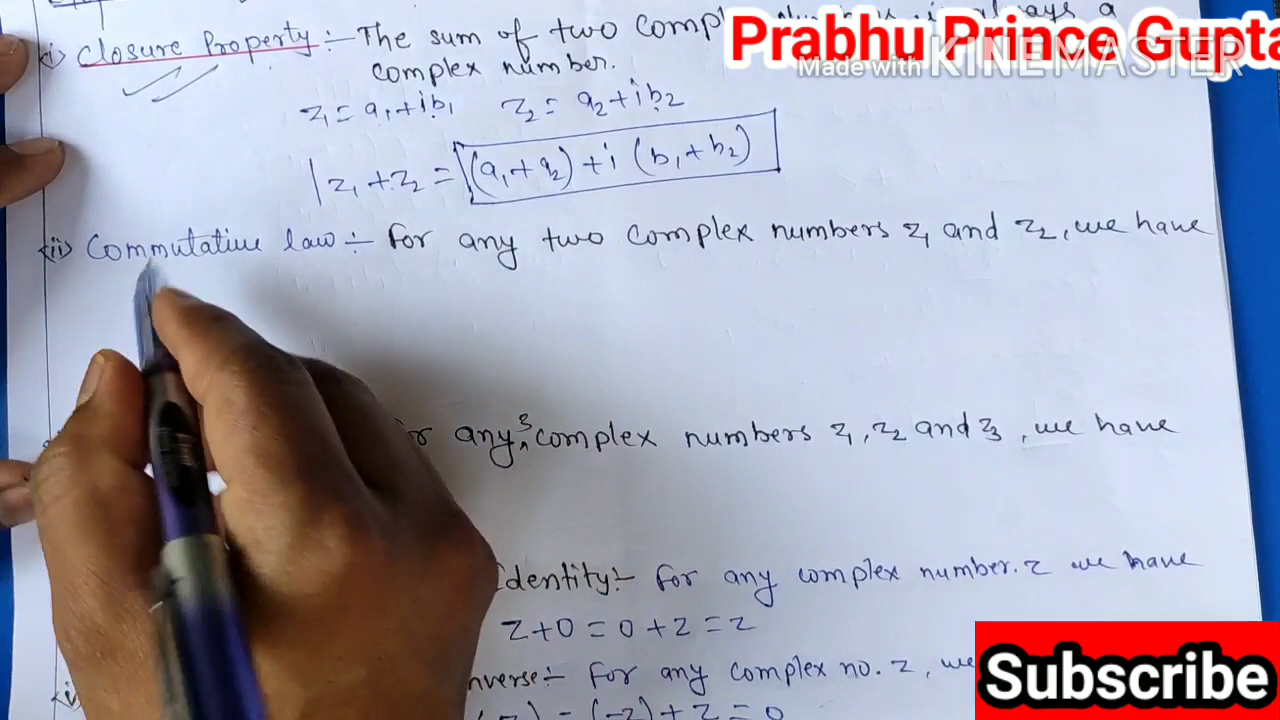 (i) Closure Property :- The sum of two complex a
Prabhu Prince Gupta
Made with KINEMASTER
complex number.
z₁ = a₁+ib₁ z₂ = a₂+ib₂
z₁+z₂ = (a₁+a₂)+i (b₁+b₂)
(ii) Commutative law :- for any two complex numbers z₁ and z₂, we have
any 3 complex numbers z₁, z₂ and z₃, we have
Identity :- for any complex number. z we have
z+0 = 0+z = z
nverse :- for any complex no. z, we
(-z) + z = 0
Subscribe